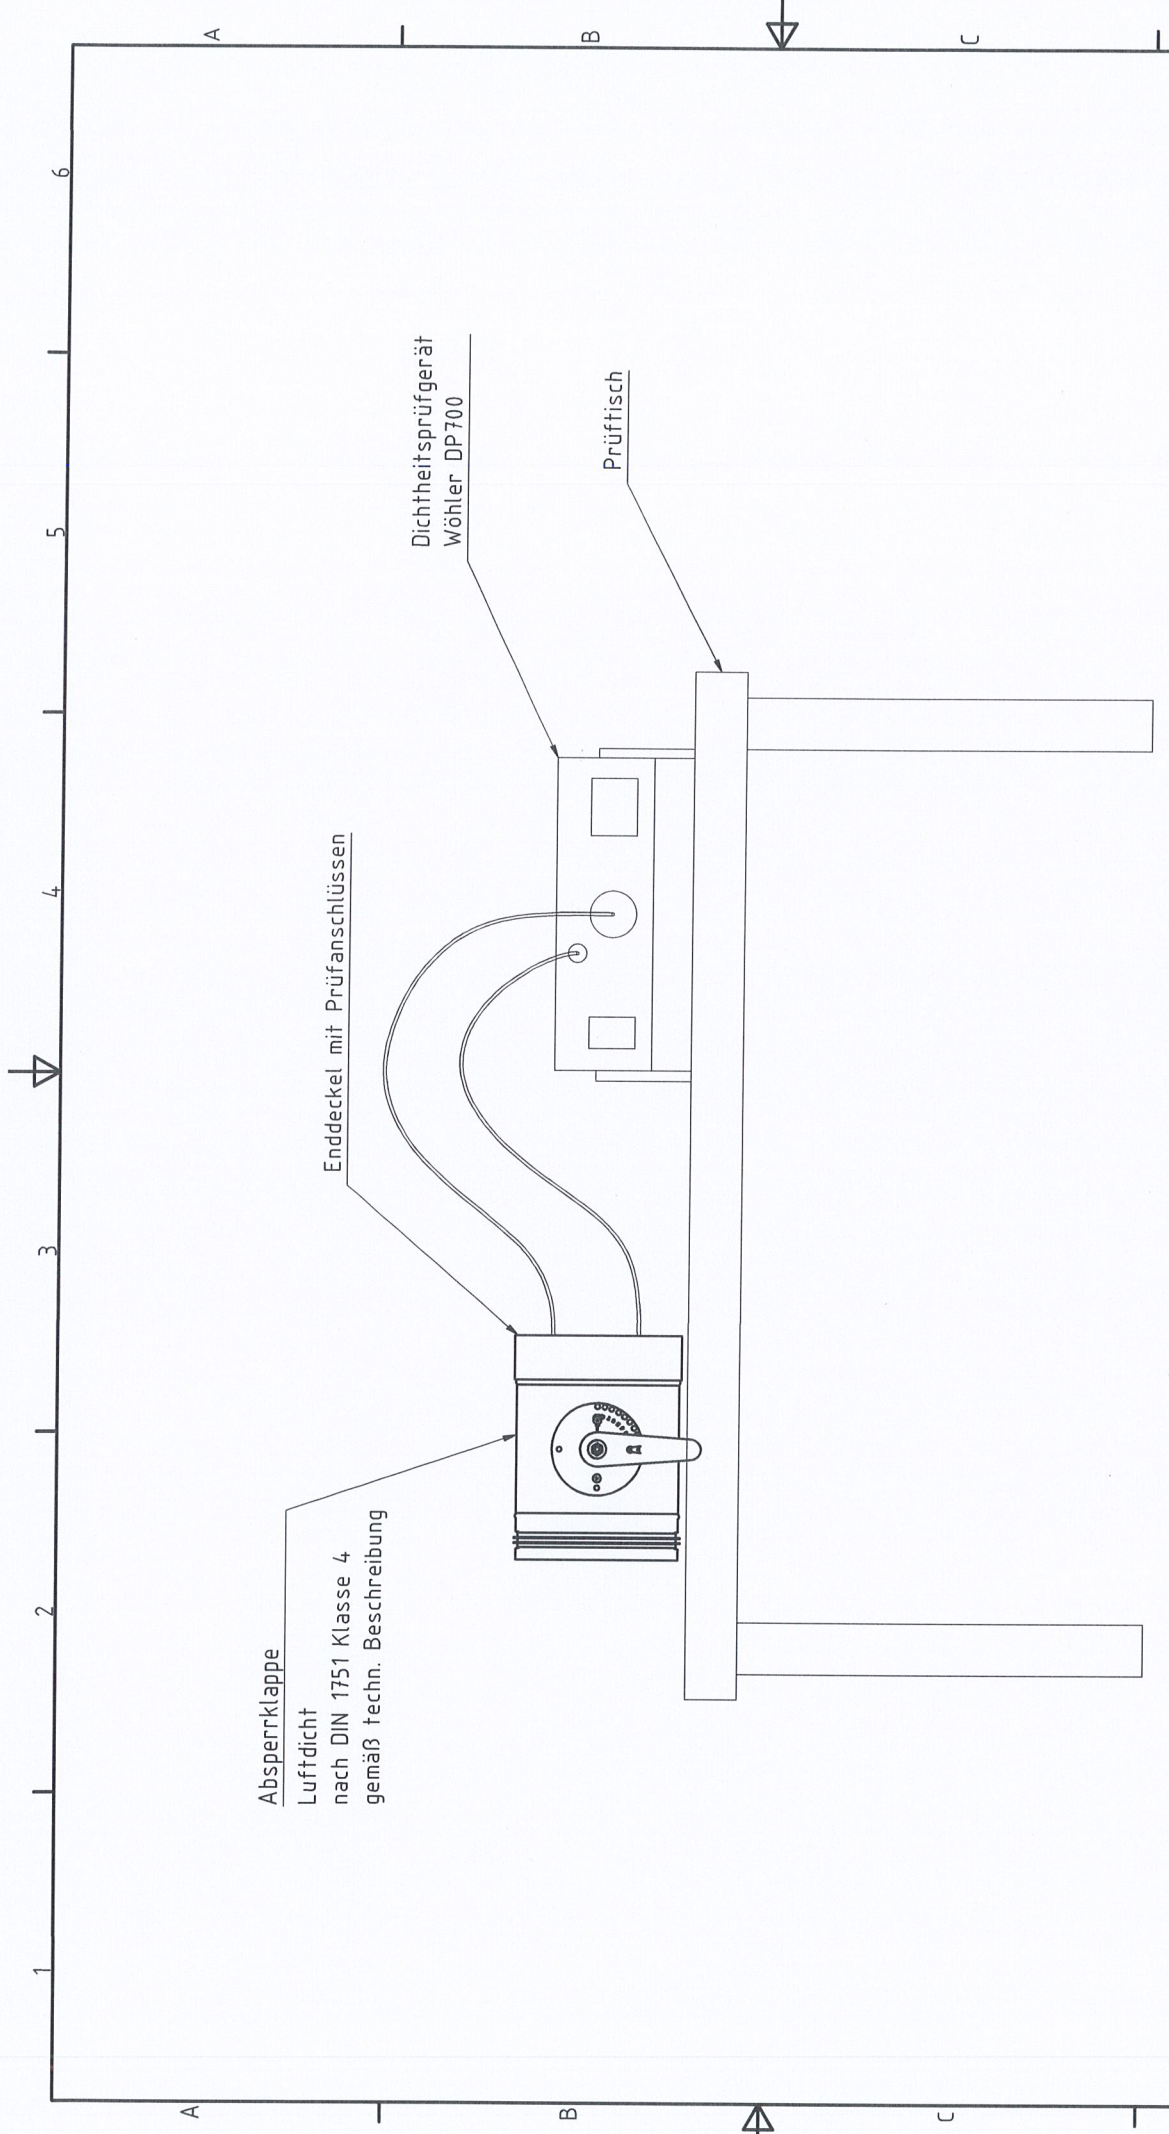 1
2
3
4
5
6
A
A
B
B
C
C
Absperrklappe
Luftdicht
nach DIN 1751 Klasse 4
gemäß techn. Beschreibung
Enddeckel mit Prüfanschlüssen
Dichtheitsprüfgerät
Wöhler DP700
Prüftisch